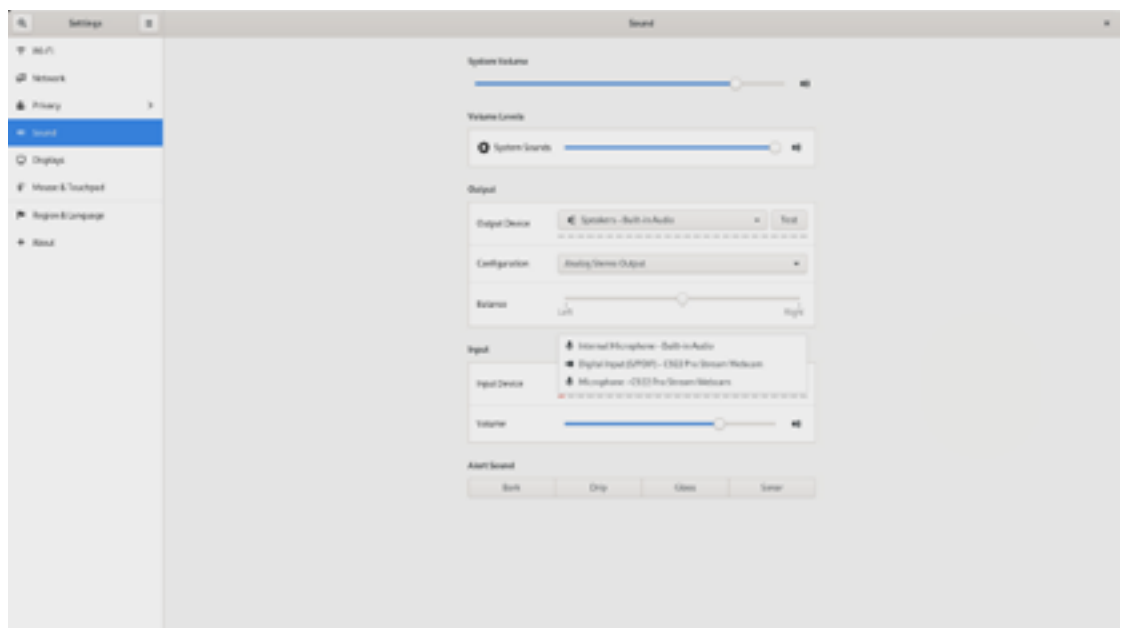 Settings
Sound
Wi-Fi
Network
Privacy
Sound
Displays
Mouse & Touchpad
Region & Language
About
System Volume
Volume Levels
System Sounds
Output
Output Device
Speakers - Built-in Audio
Test
Configuration
Analog Stereo Output
Balance
Left
Right
Input
Internal Microphone - Built-in Audio
Digital Input (S/PDIF) - C922 Pro Stream Webcam
Input Device
Microphone - C922 Pro Stream Webcam
Volume
Alert Sound
Bark
Drip
Glass
Sonar